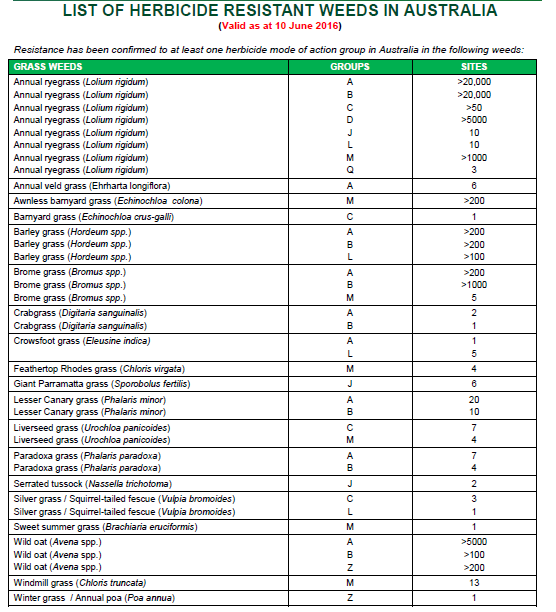 LIST OF HERBICIDE RESISTANT WEEDS IN AUSTRALIA
(Valid as at 10 June 2016)
Resistance has been confirmed to at least one herbicide mode of action group in Australia in the following weeds:
GRASS WEEDS GROUPS SITES
Annual ryegrass (Lolium rigidum) A >20,000
Annual ryegrass (Lolium rigidum) B >20,000
Annual ryegrass (Lolium rigidum) C >50
Annual ryegrass (Lolium rigidum) D >5000
Annual ryegrass (Lolium rigidum) J 10
Annual ryegrass (Lolium rigidum) L 10
Annual ryegrass (Lolium rigidum) M >1000
Annual ryegrass (Lolium rigidum) Q 3
Annual veld grass (Ehrharta longiflora) A 6
Awnless barnyard grass (Echinochloa colona) M >200
Barnyard grass (Echinochloa crus-galli) C 1
Barley grass (Hordeum spp.) A >200
Barley grass (Hordeum spp.) B >200
Barley grass (Hordeum spp.) L >100
Brome grass (Bromus spp.) A >200
Brome grass (Bromus spp.) B >1000
Brome grass (Bromus spp.) M 5
Crabgrass (Digitaria sanguinalis) A 2
Crabgrass (Digitaria sanguinalis) B 1
Crowsfoot grass (Eleusine indica) A 1
L 5
Feathertop Rhodes grass (Chloris virgata) M 4
Giant Parramatta grass (Sporobolus fertilis) J 6
Lesser Canary grass (Phalaris minor) A 20
Lesser Canary grass (Phalaris minor) B 10
Liverseed grass (Urochloa panicoides) C 7
Liverseed grass (Urochloa panicoides) M 4
Paradoxa grass (Phalaris paradoxa) A 7
Paradoxa grass (Phalaris paradoxa) B 4
Serrated tussock (Nassella trichotoma) J 2
Silver grass / Squirrel-tailed fescue (Vulpia bromoides) C 3
Silver grass / Squirrel-tailed fescue (Vulpia bromoides) L 1
Sweet summer grass (Brachiaria eruciformis) M 1
Wild oat (Avena spp.) A >5000
Wild oat (Avena spp.) B >100
Wild oat (Avena spp.) Z >200
Windmill grass (Chloris truncata) M 13
Winter grass / Annual poa (Poa annua) Z 1